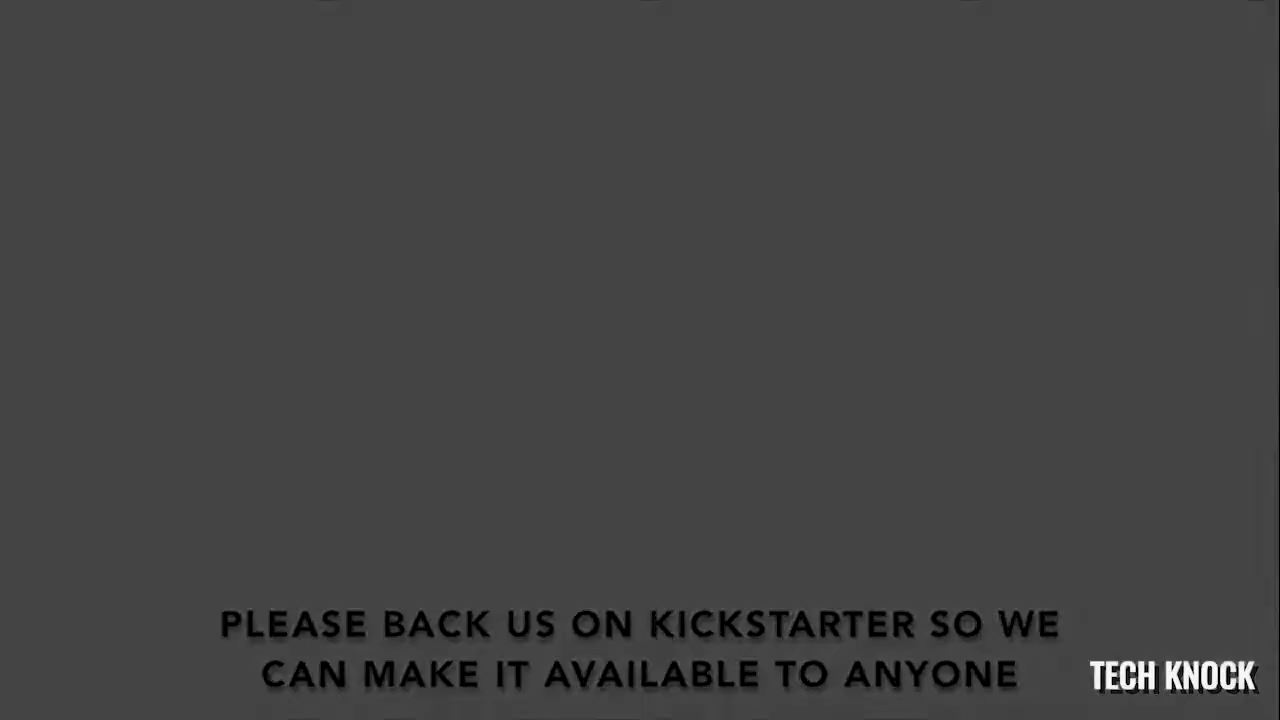 PLEASE BACK US ON KICKSTARTER SO WE
CAN MAKE IT AVAILABLE TO ANYONE
TECH KNOCK